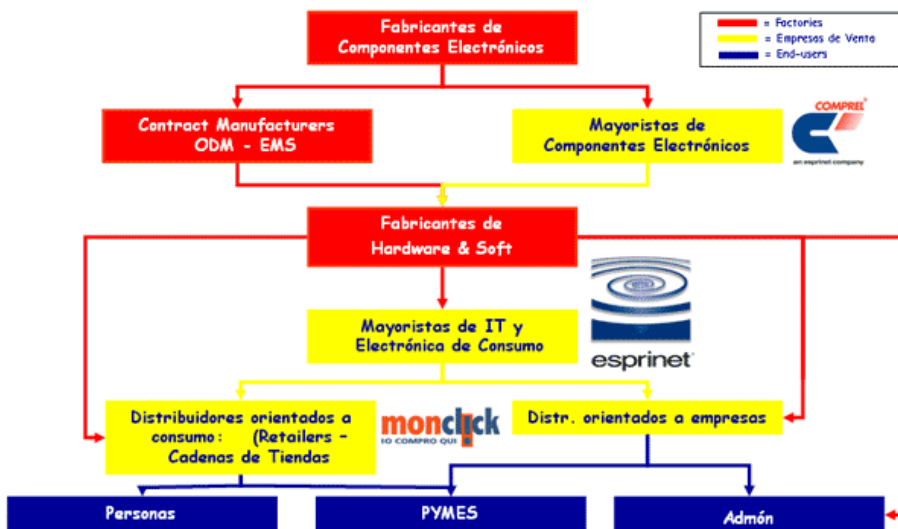 Fabricantes de
Componentes Electrónicos
= Factories
= Empresas de Venta
= End-users
Contract Manufacturers
ODM - EMS
Mayoristas de
Componentes Electrónicos
COMPREL
an esprinet company
Fabricantes de
Hardware & Soft
Mayoristas de IT y
Electrónica de Consumo
esprinet
Distribuidores orientados a
consumo: (Retailers –
Cadenas de Tiendas
monclick
IO COMPRO QUI!
Distr. orientados a empresas
Personas
PYMES
Admón